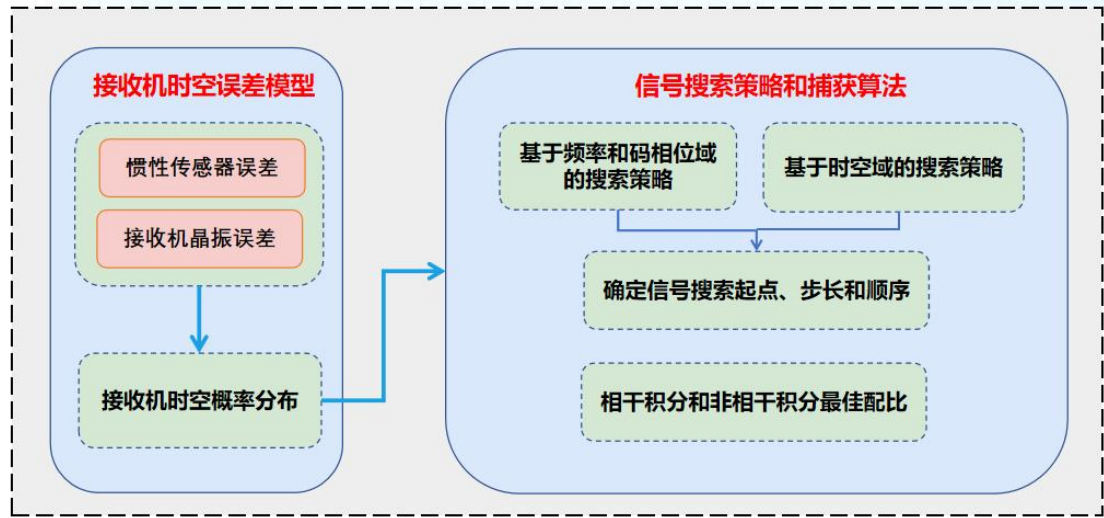 接收机时空误差模型
惯性传感器误差
接收机晶振误差
接收机时空概率分布
信号搜索策略和捕获算法
基于频率和码相位域
的搜索策略
基于时空域的搜索策略
确定信号搜索起点、步长和顺序
相干积分和非相干积分最佳配比